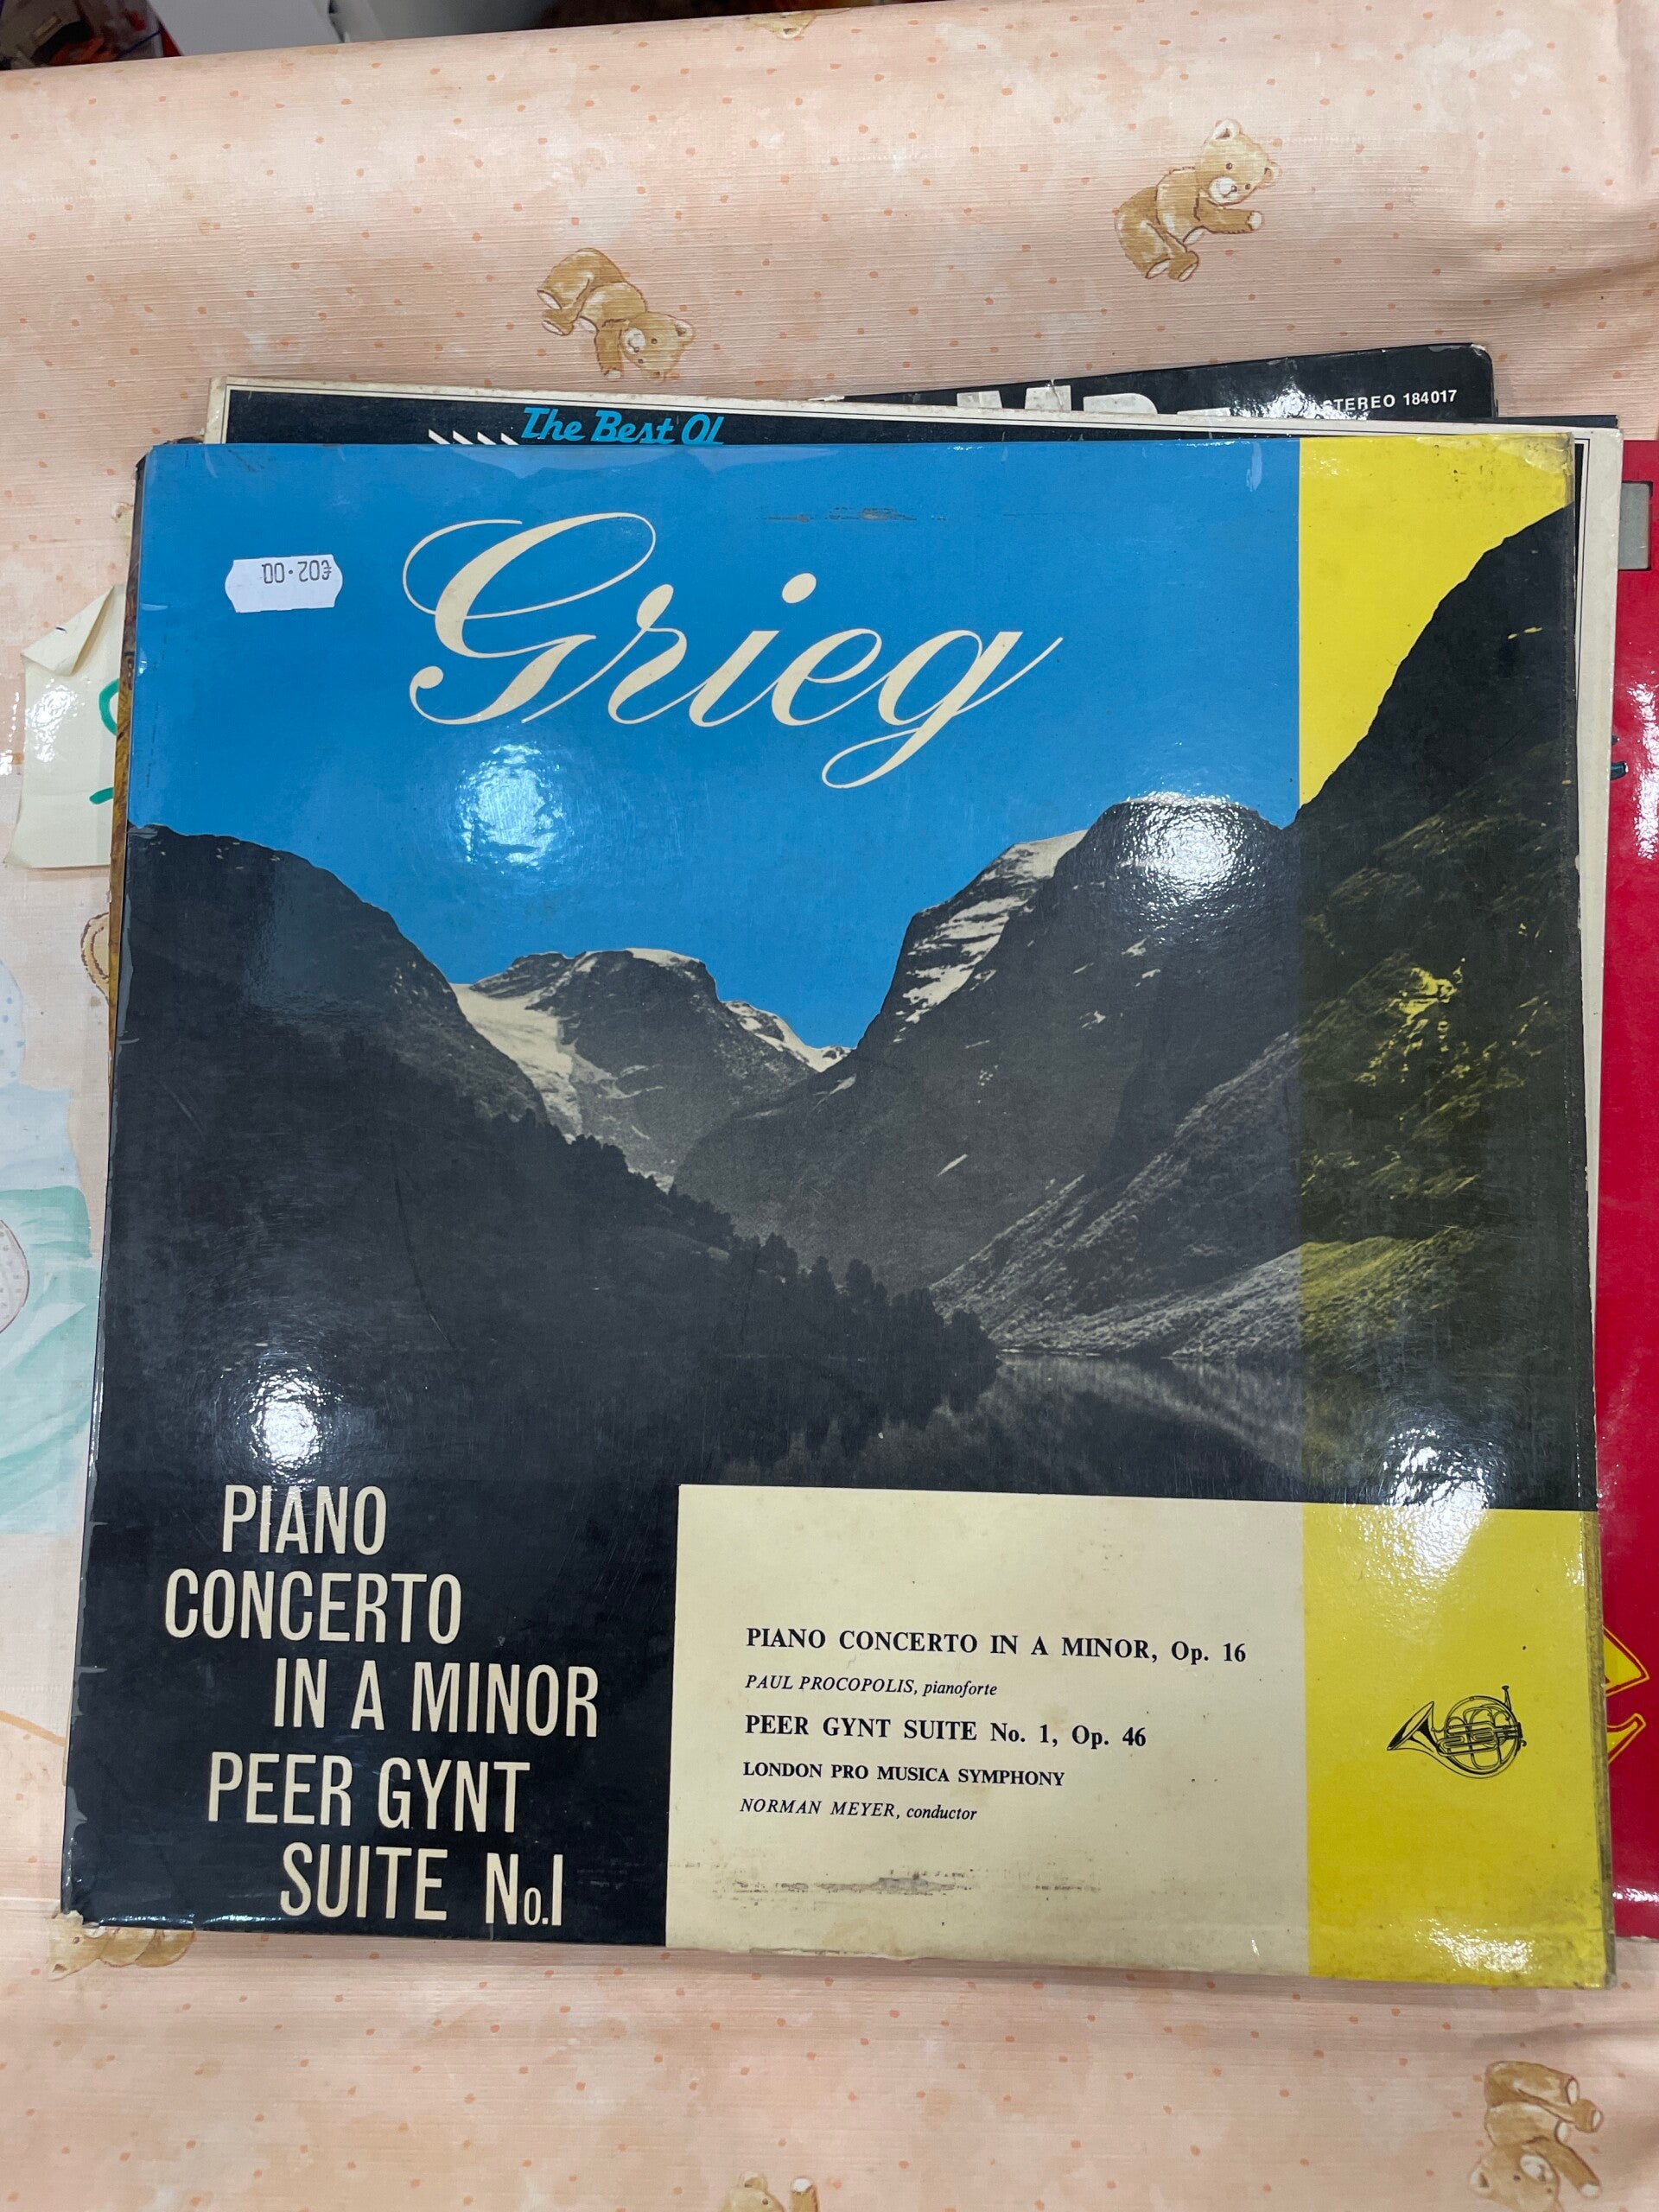 STEREO 184017
The Best Of
£02.00
Grieg
PIANO
CONCERTO
IN A MINOR
PEER GYNT
SUITE No.1
PIANO CONCERTO IN A MINOR, Op. 16
PAUL PROCOPOLIS, pianoforte
PEER GYNT SUITE No. 1, Op. 46
LONDON PRO MUSICA SYMPHONY
NORMAN MEYER, conductor